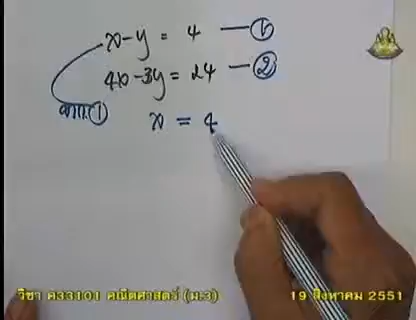 x - y = 4 — ①
4x - 3y = 24 — ②
จาก ①
x = 4
วิชา ค33101 คณิตศาสตร์ (ม.3)
19 สิงหาคม 2551